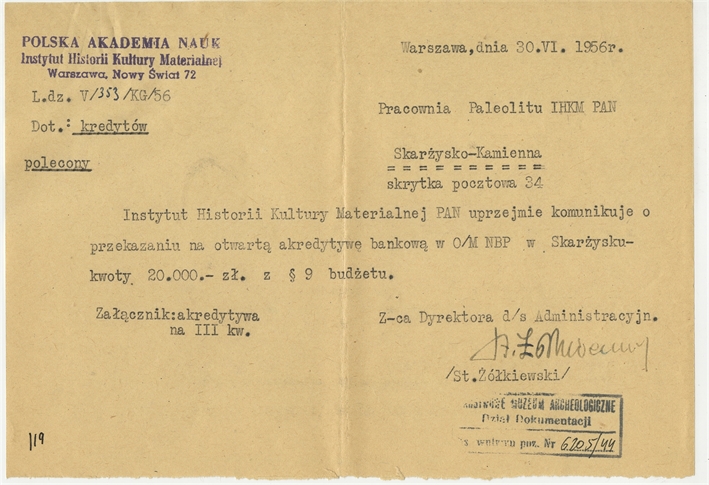 POLSKA AKADEMIA NAUK
Instytut Historii Kultury Materialnej
Warszawa, Nowy Świat 72
Warszawa,dnia 30.VI. 1956r.
L.dz. V/353/KG/56
Pracownia Paleolitu IHKM PAN
Dot.: kredytów
Skarżysko-Kamienna
polecony
skrytka pocztowa 34
Instytut Historii Kultury Materialnej PAN uprzejmie komunikuje o
przekazaniu na otwartą akredytywę bankową w O/M NBP w Skarżysku-
kwoty 20.000.- zł. z § 9 budżetu.
Załącznik:akredytywa
na III kw.
Z-ca Dyrektora d/s Administracyjn.
/St.Żółkiewski/
MUZEUM ARCHEOLOGICZNE
Dział Dokumentacji
wpływu poz. Nr 6205/44
119